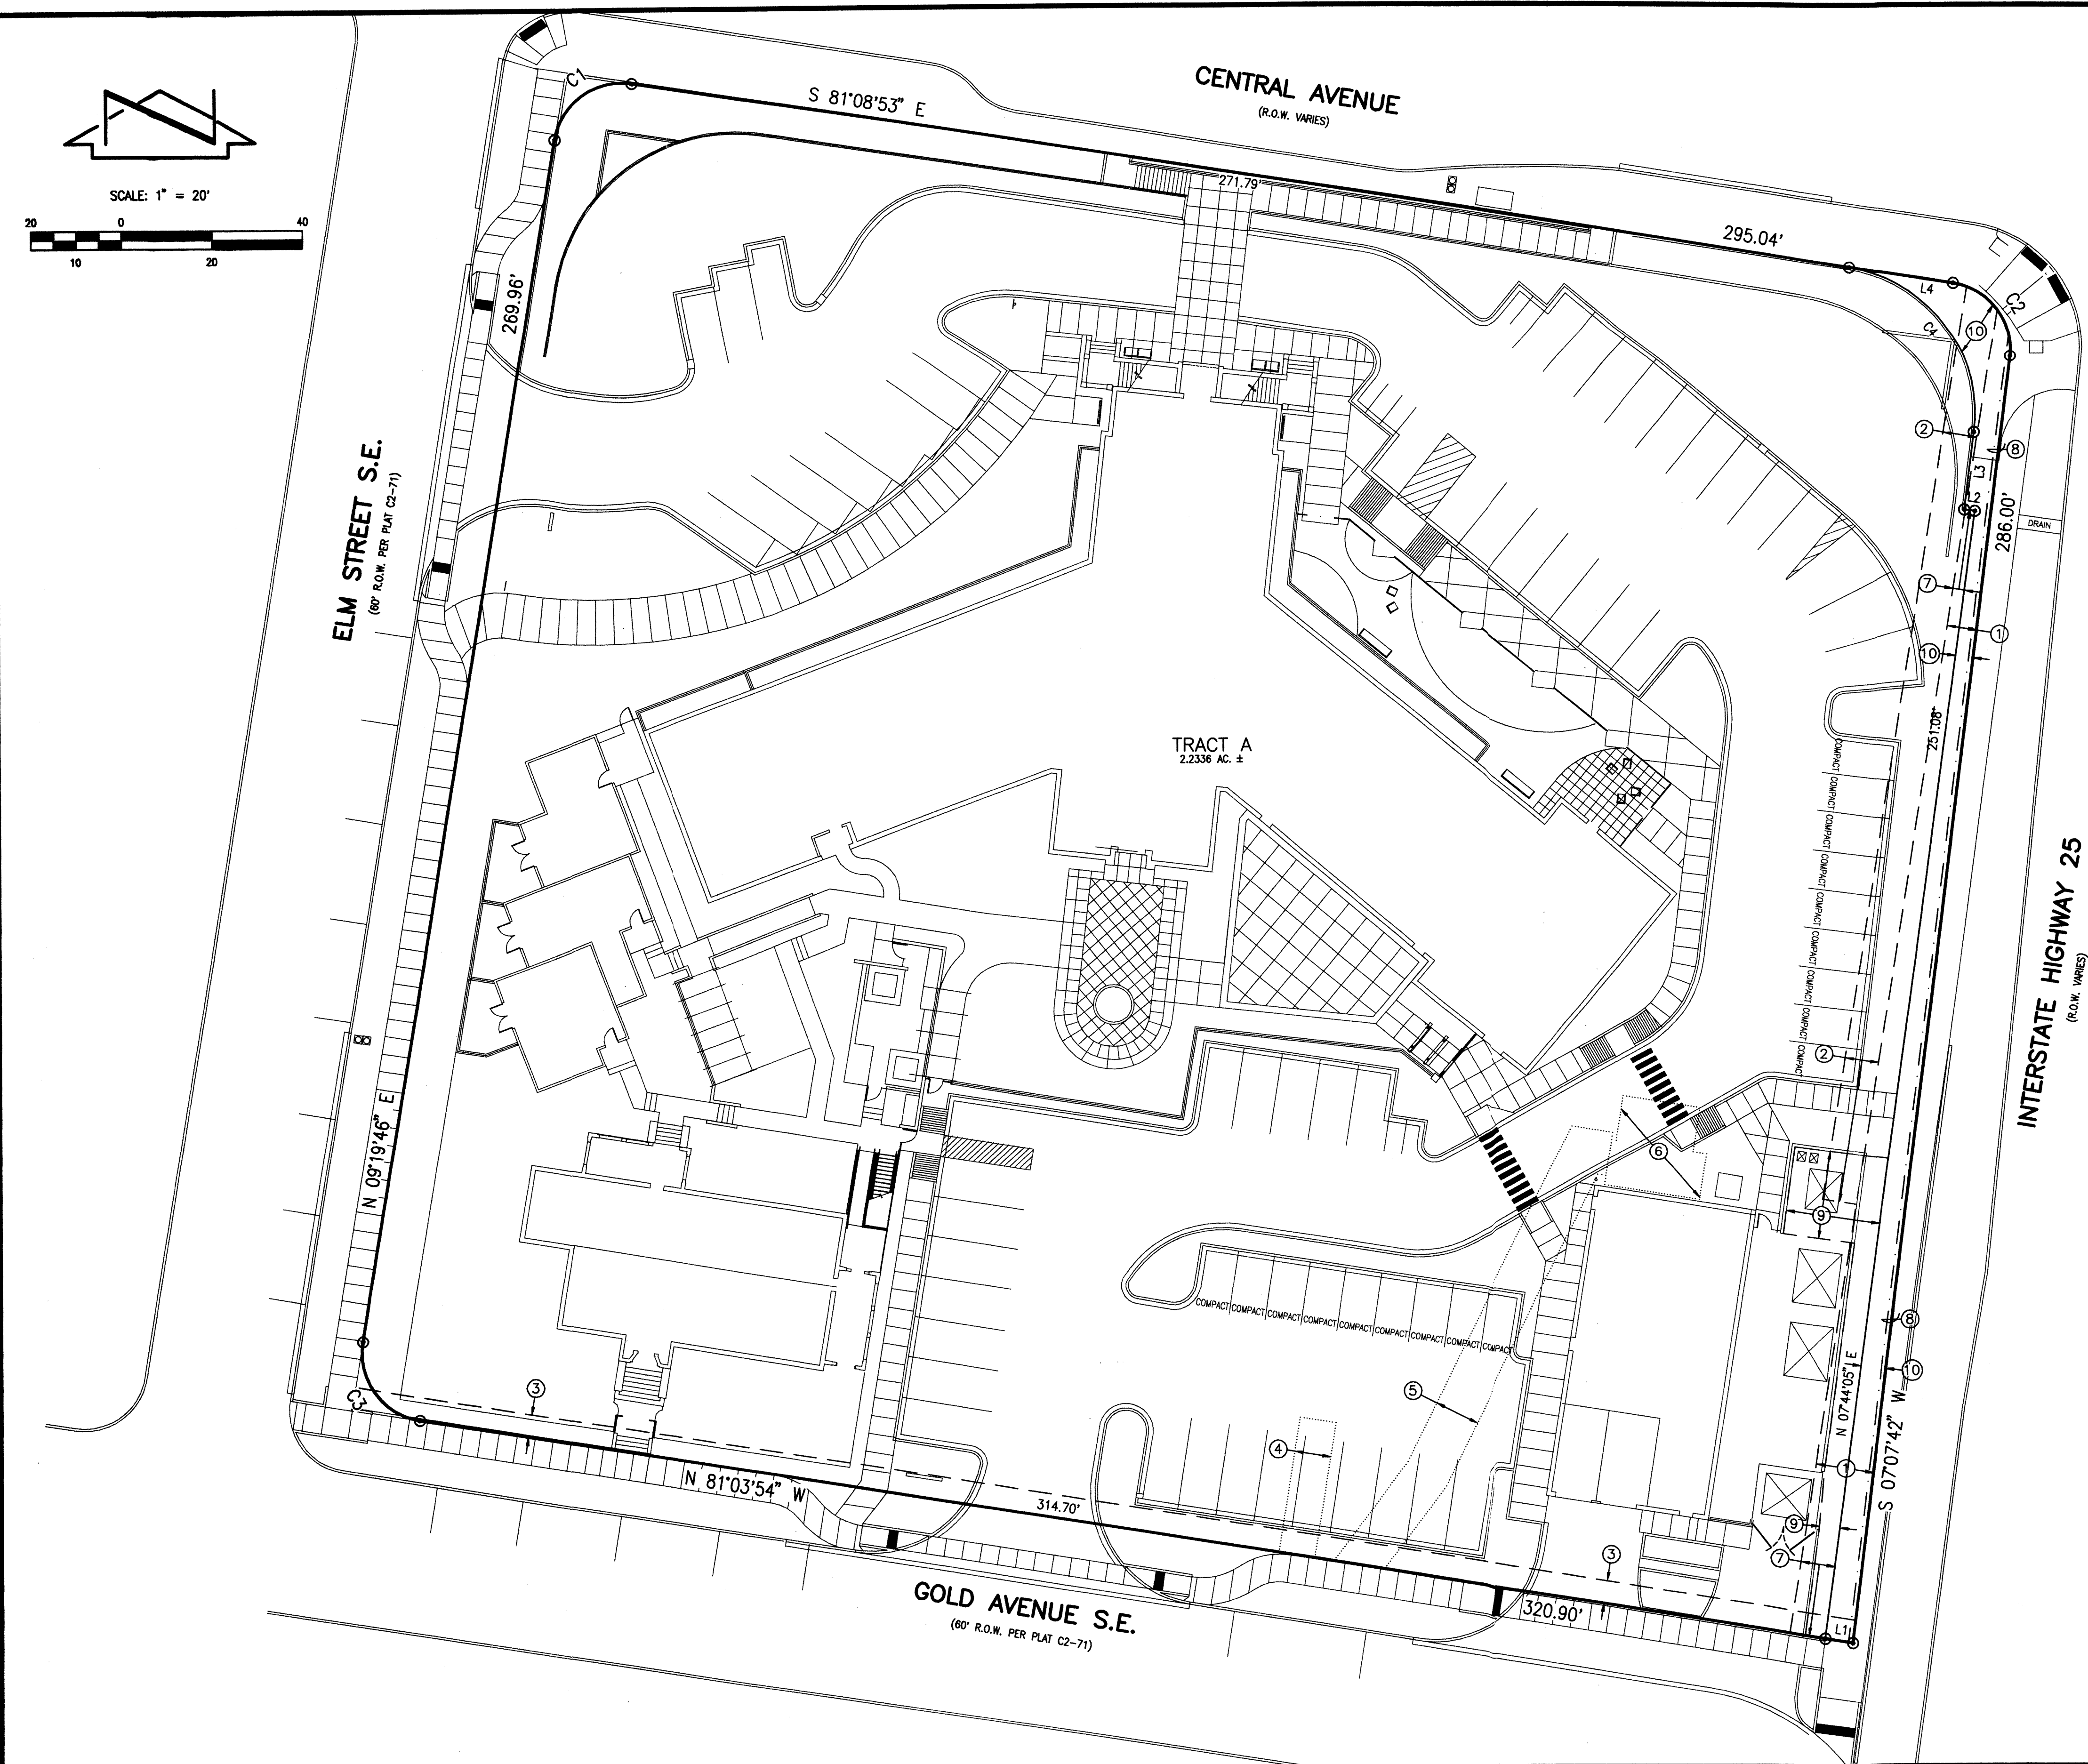 SCALE: 1" = 20'
20 0 40
10 20
CENTRAL AVENUE
(R.O.W. VARIES)
C1
S 81°08'53" E
271.79'
295.04'
L4
C2
C4
10
2
8
L3
L2
286.00'
DRAIN
269.96'
ELM STREET S.E.
(60' R.O.W. PER PLAT C2-71)
7
1
10
251.08'
TRACT A
2.2336 AC. ±
COMPACT
COMPACT
COMPACT
COMPACT
COMPACT
COMPACT
COMPACT
COMPACT
COMPACT
INTERSTATE HIGHWAY 25
(R.O.W. VARIES)
2
6
9
N 09°19'46" E
COMPACT COMPACT COMPACT COMPACT COMPACT COMPACT COMPACT COMPACT COMPACT
8
10
N 07°44'05" E
S 07°07'42" W
C3
3
5
4
1
N 81°03'54" W
314.70'
9
7
3
320.90'
L1
GOLD AVENUE S.E.
(60' R.O.W. PER PLAT C2-71)